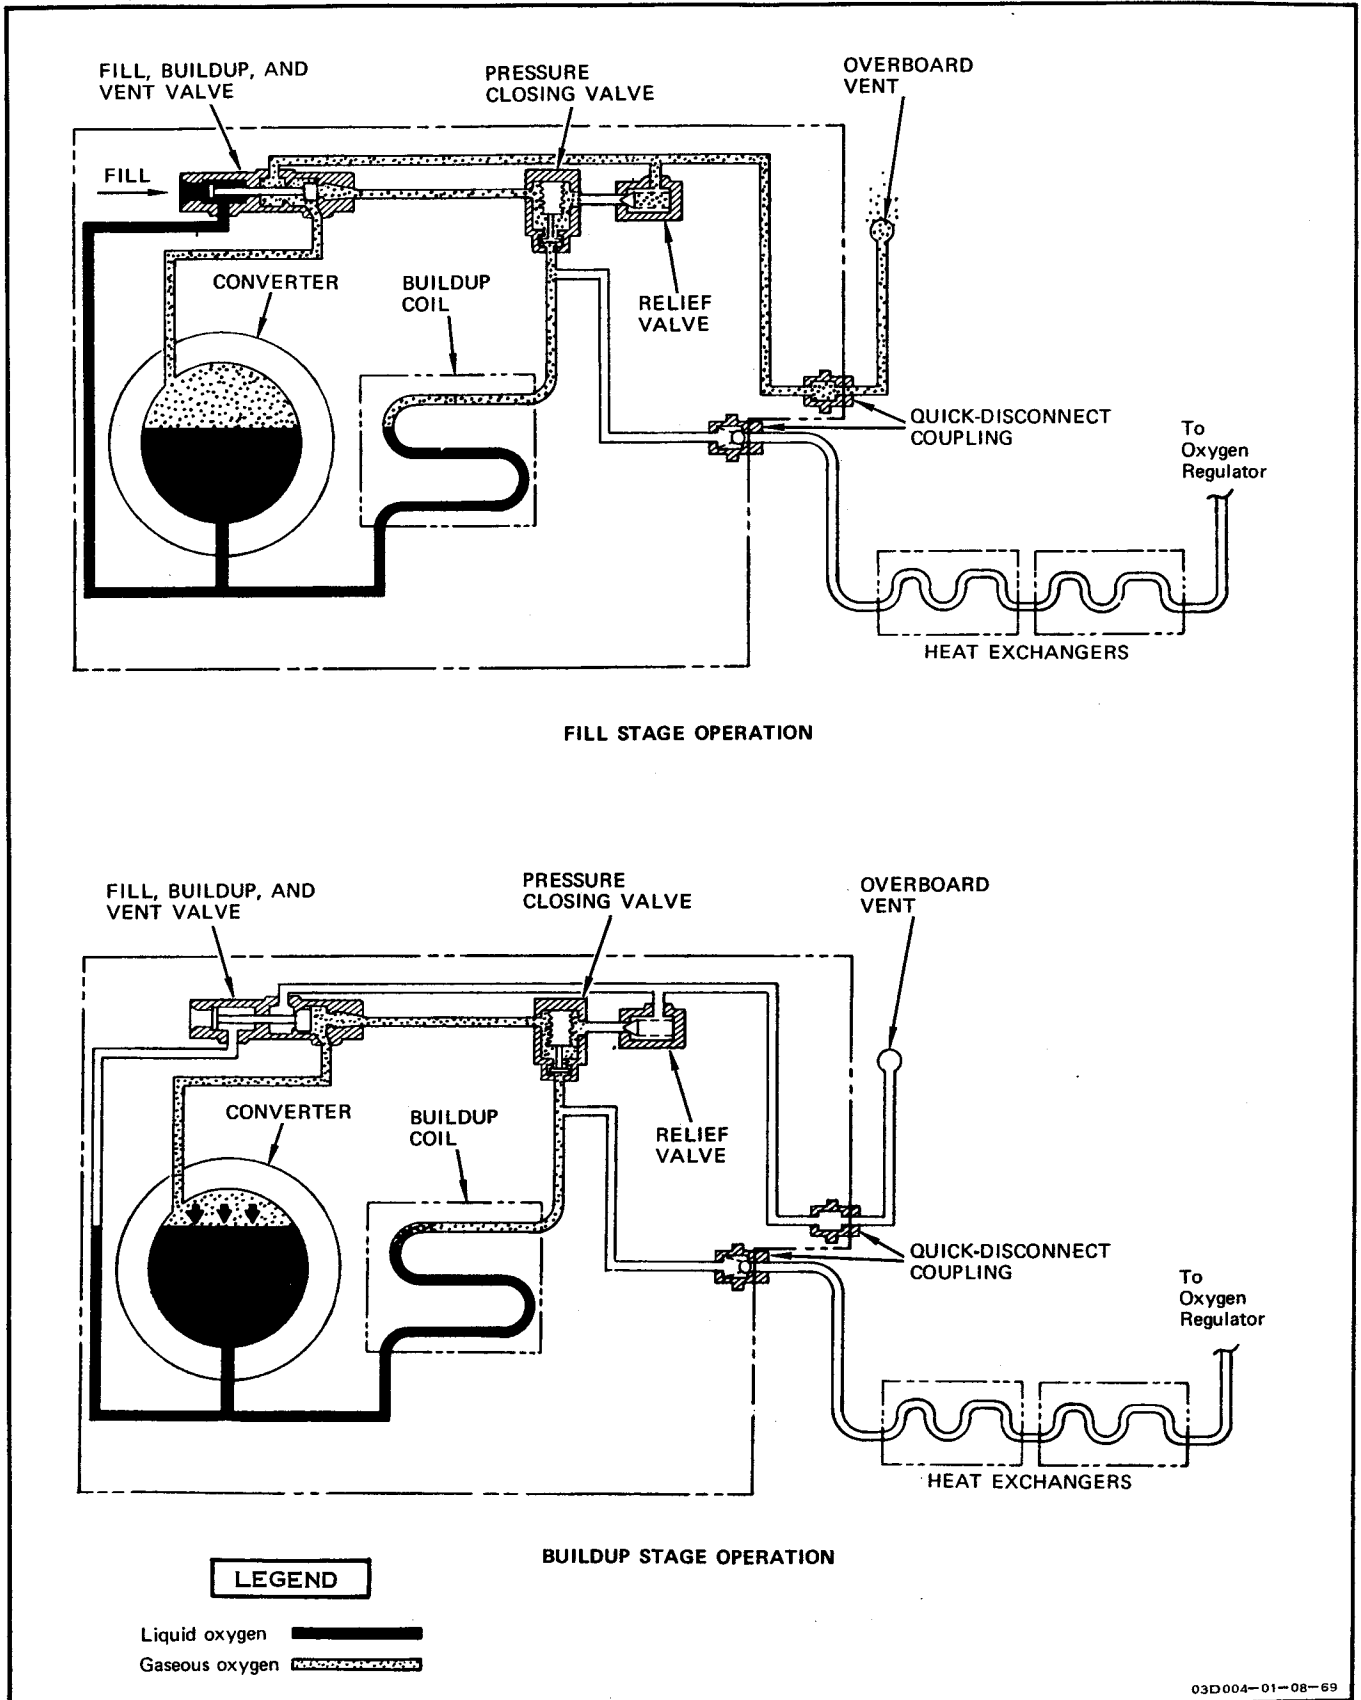 FILL, BUILDUP, AND
VENT VALVE
PRESSURE
CLOSING VALVE
OVERBOARD
VENT
FILL
CONVERTER
BUILDUP
COIL
RELIEF
VALVE
QUICK-DISCONNECT
COUPLING
To
Oxygen
Regulator
HEAT EXCHANGERS
FILL STAGE OPERATION
FILL, BUILDUP, AND
VENT VALVE
PRESSURE
CLOSING VALVE
OVERBOARD
VENT
CONVERTER
BUILDUP
COIL
RELIEF
VALVE
QUICK-DISCONNECT
COUPLING
To
Oxygen
Regulator
HEAT EXCHANGERS
BUILDUP STAGE OPERATION
LEGEND
Liquid oxygen
Gaseous oxygen
03D004-01-08-69